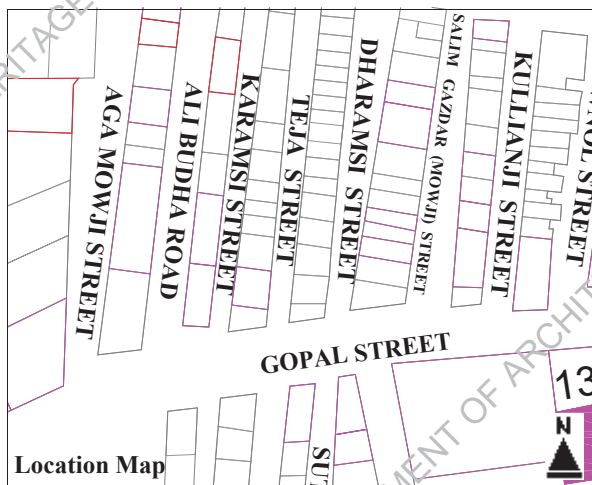 AGA MOWJI STREET
ALI BUDHA ROAD
KARAMSI STREET
TEJA STREET
DHARAMSI STREET
SALIM GAZDAR (MOWJI) STREET
KULLIANJI STREET
STREET
GOPAL STREET
13
N
Location Map